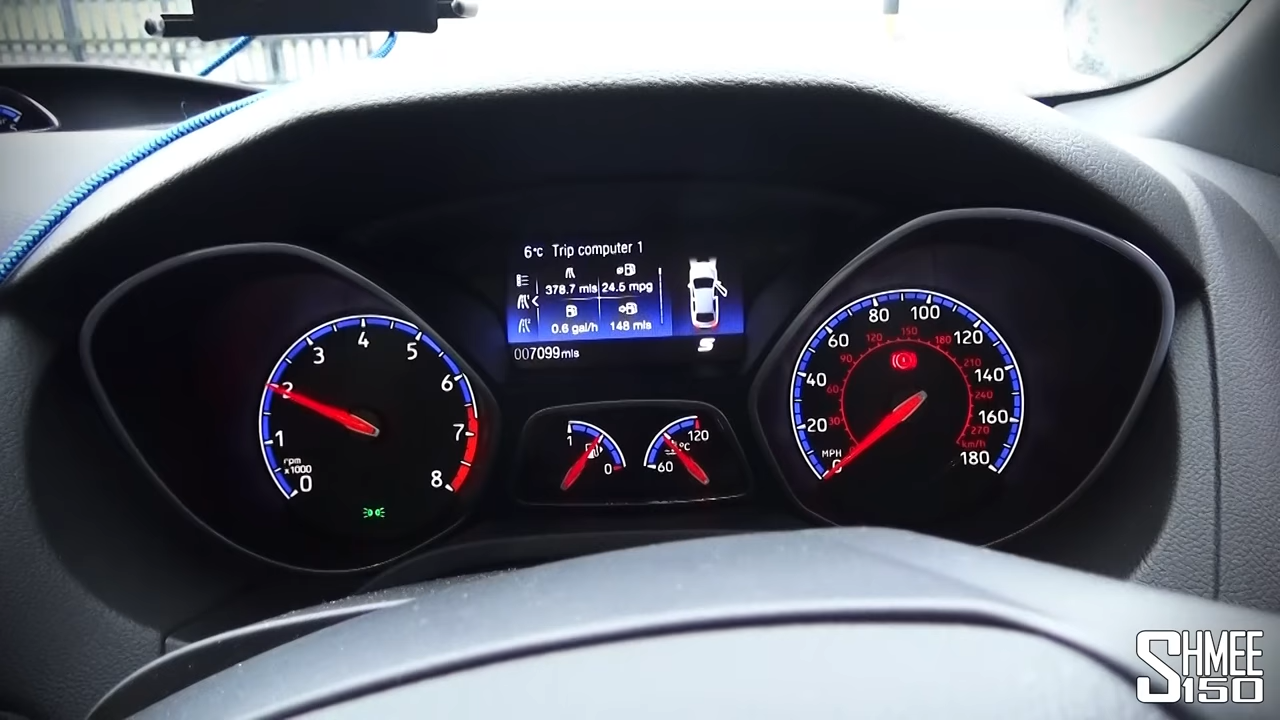 6°C Trip computer 1
378.7 mls 24.5 mpg
0.6 gal/h 148 mls
007099mls
S
0 1 2 3 4 5 6 7 8
rpm
x1000
1 0
60 120
°C
0 20 40 60 80 100 120 140 160 180
MPH
30 60 90 120 150 180 210 240 270
km/h
SHMEE
150